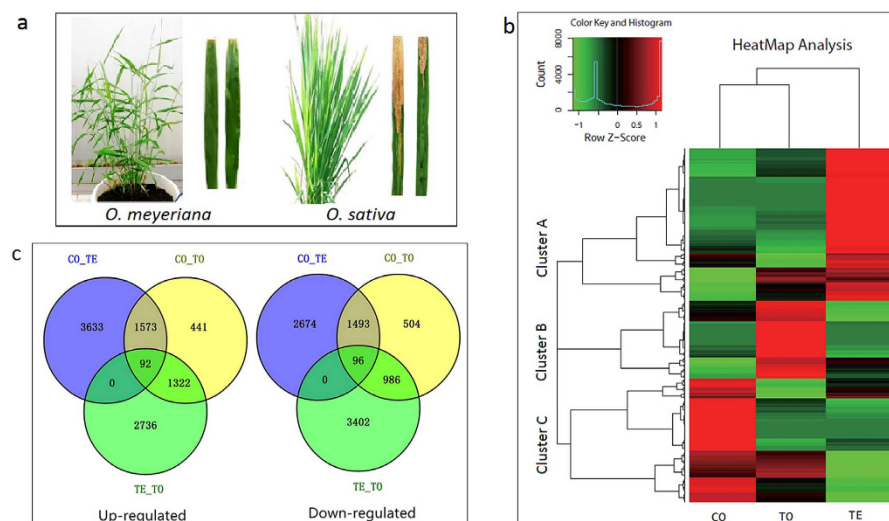 a
O. meyeriana
O. sativa
b
Color Key and Histogram
Count
0
4000
8000
-1
-0.5
0
0.5
1
Row Z-Score
HeatMap Analysis
Cluster A
Cluster B
Cluster C
CO
TO
TE
c
CO_TE
CO_TO
3633
1573
441
92
0
1322
2736
TE_TO
Up-regulated
CO_TE
CO_TO
2674
1493
504
96
0
986
3402
TE_TO
Down-regulated